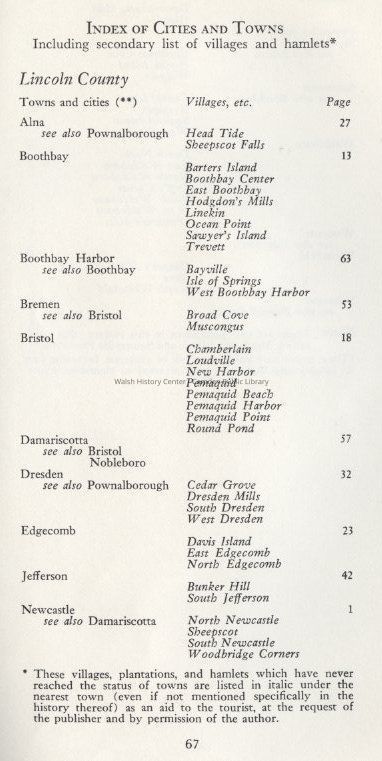 INDEX OF CITIES AND TOWNS
Including secondary list of villages and hamlets*
Lincoln County
Towns and cities (**) Villages, etc. Page
Alna 27
see also Pownalborough Head Tide
Sheepscot Falls
Boothbay 13
Barters Island
Boothbay Center
East Boothbay
Hodgdon's Mills
Linekin
Ocean Point
Sawyer's Island
Trevett
Boothbay Harbor 63
see also Boothbay Bayville
Isle of Springs
West Boothbay Harbor
Bremen 53
see also Bristol Broad Cove
Muscongus
Bristol 18
Chamberlain
Loudville
New Harbor
Pemaquid
Walsh History Center Public Library
Pemaquid Beach
Pemaquid Harbor
Pemaquid Point
Round Pond
Damariscotta 57
see also Bristol
Nobleboro
Dresden 32
see also Pownalborough Cedar Grove
Dresden Mills
South Dresden
West Dresden
Edgecomb 23
Davis Island
East Edgecomb
North Edgecomb
Jefferson 42
Bunker Hill
South Jefferson
Newcastle 1
see also Damariscotta North Newcastle
Sheepscot
South Newcastle
Woodbridge Corners
* These villages, plantations, and hamlets which have never
reached the status of towns are listed in italic under the
nearest town (even if not mentioned specifically in the
history thereof) as an aid to the tourist, at the request of
the publisher and by permission of the author.
67